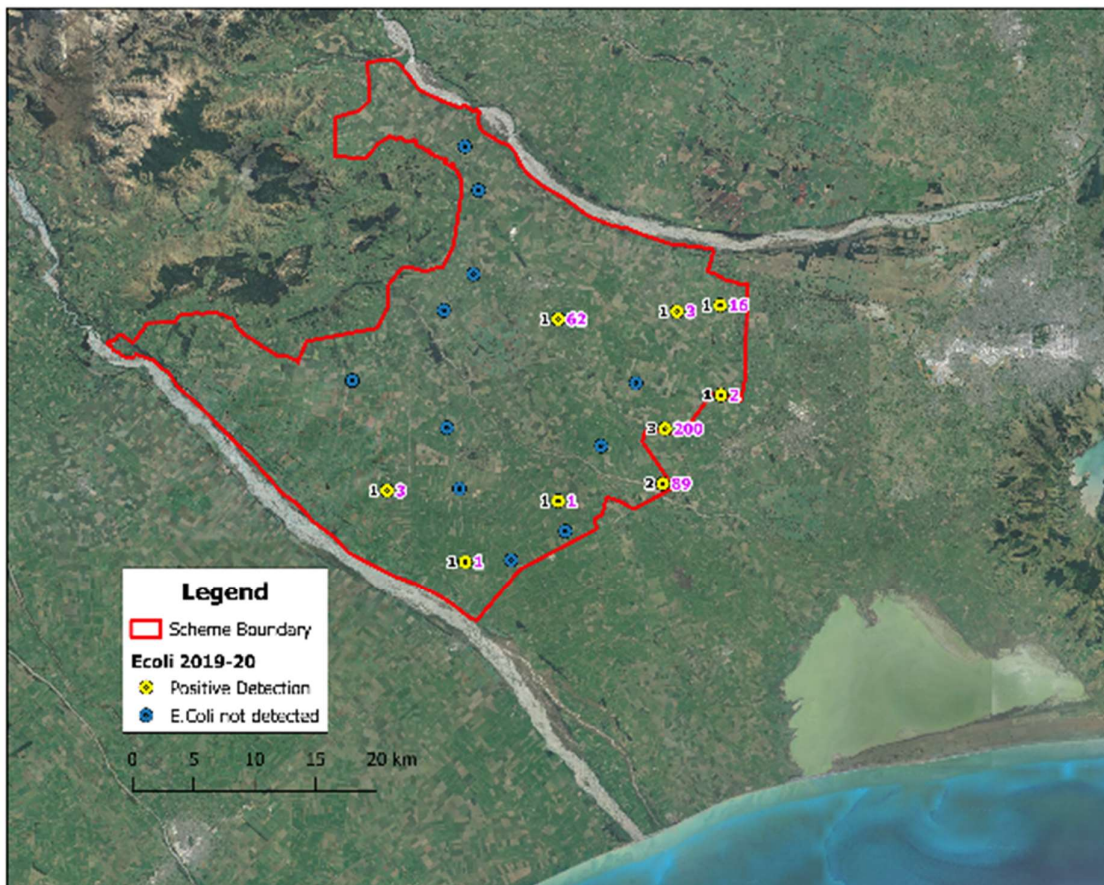 1 3 1 16
1 62
1 2
3 200
2 89
1 3
1 1
1 1
Legend
Scheme Boundary
Ecoli 2019-20
Positive Detection
E.Coli not detected
0 5 10 15 20 km